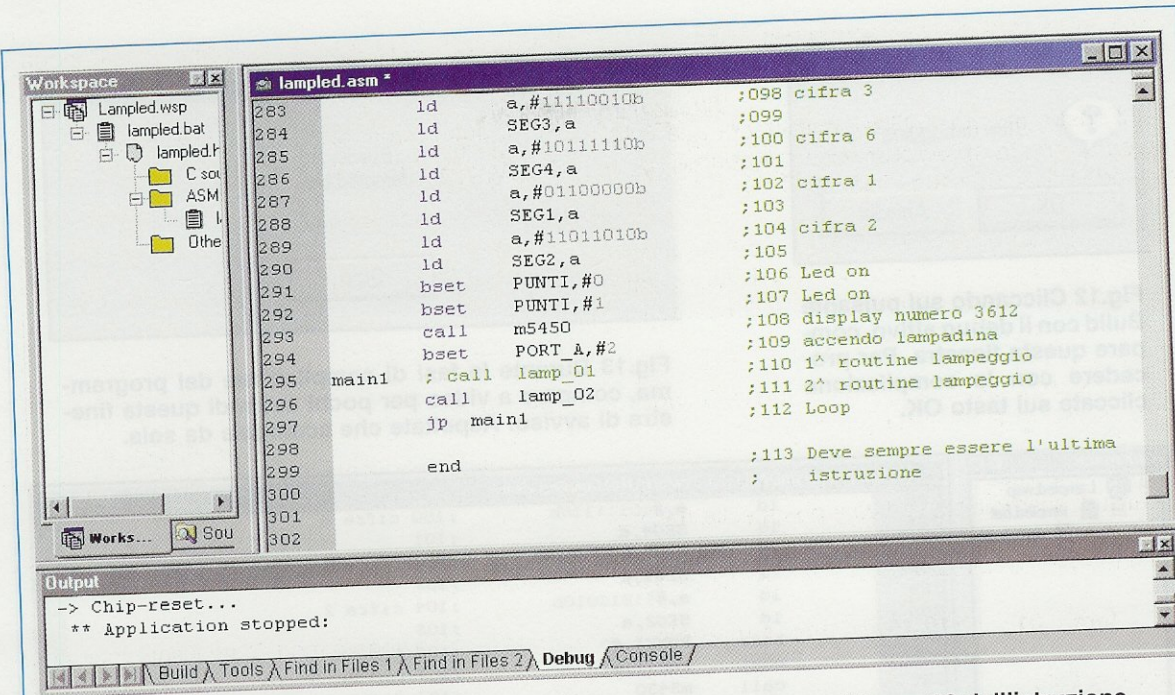 Workspace
Lampled.wsp
lampled.bat
lampled.h
C sou
ASM
Othe
Works...
Sou
lampled.asm *
283 ld a,#11110010b ;098 cifra 3
284 ld SEG3,a ;099
285 ld a,#10111110b ;100 cifra 6
286 ld SEG4,a ;101
287 ld a,#01100000b ;102 cifra 1
288 ld SEG1,a ;103
289 ld a,#11011010b ;104 cifra 2
290 ld SEG2,a ;105
291 bset PUNTI,#0 ;106 Led on
292 bset PUNTI,#1 ;107 Led on
293 call m5450 ;108 display numero 3612
294 bset PORT_A,#2 ;109 accendo lampadina
295 main1 ; call lamp_01 ;110 1^ routine lampeggio
296 call lamp_02 ;111 2^ routine lampeggio
297 jp main1 ;112 Loop
298
299 end ;113 Deve sempre essere l'ultima
300 ; istruzione
301
302
Output
-> Chip-reset...
** Application stopped:
Build Tools Find in Files 1 Find in Files 2 Debug Console